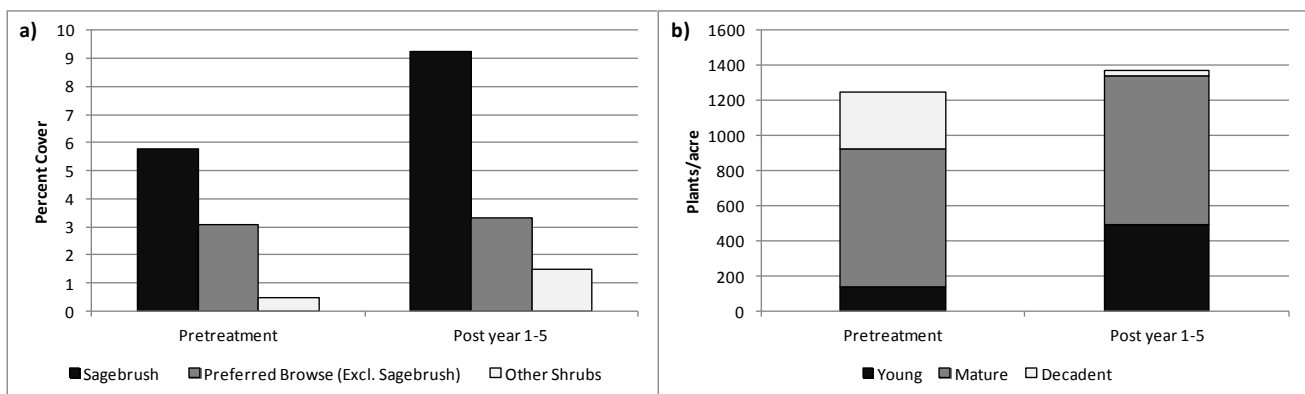 a)
10
9
8
7
6
5
4
3
2
1
0
Percent Cover
Pretreatment Post year 1-5
Sagebrush Preferred Browse (Excl. Sagebrush) Other Shrubs
b)
1600
1400
1200
1000
800
600
400
200
0
Plants/acre
Pretreatment Post year 1-5
Young Mature Decadent